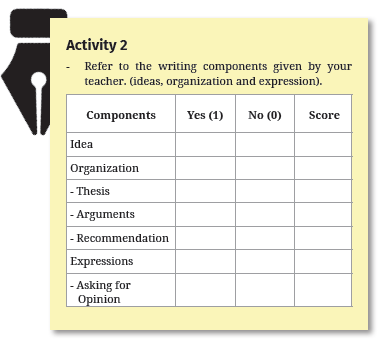 Activity 2
- Refer to the writing components given by your
teacher. (ideas, organization and expression).
Components Yes (1) No (0) Score
Idea
Organization
- Thesis
- Arguments
- Recommendation
Expressions
- Asking for
Opinion